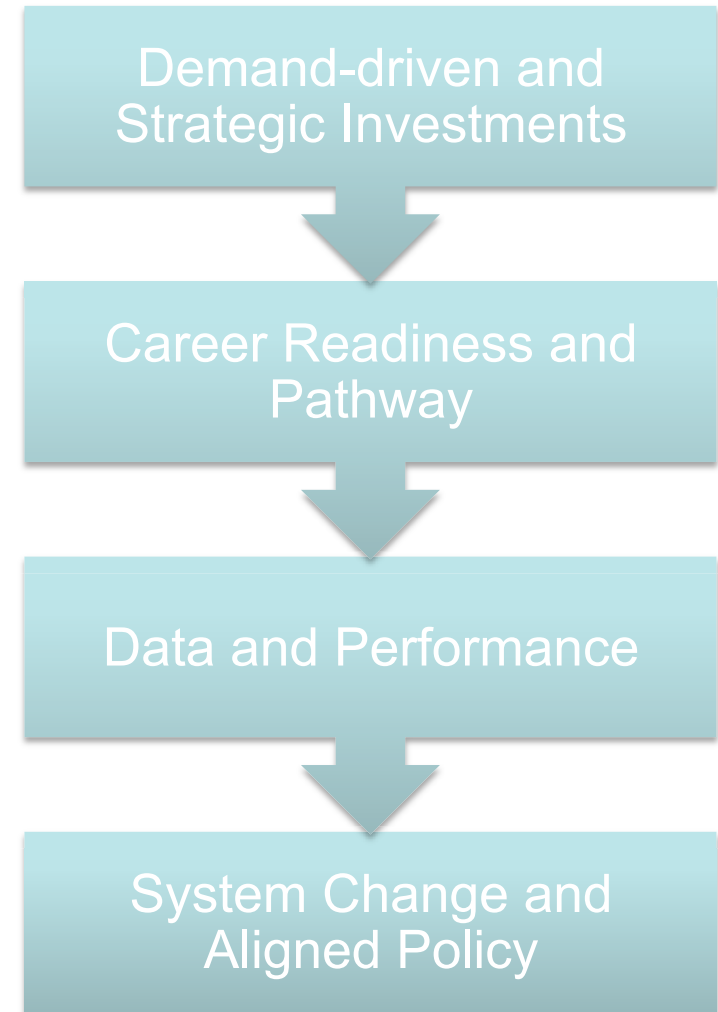 Demand-driven and
Strategic Investments
Career Readiness and
Pathway
Data and Performance
System Change and
Aligned Policy